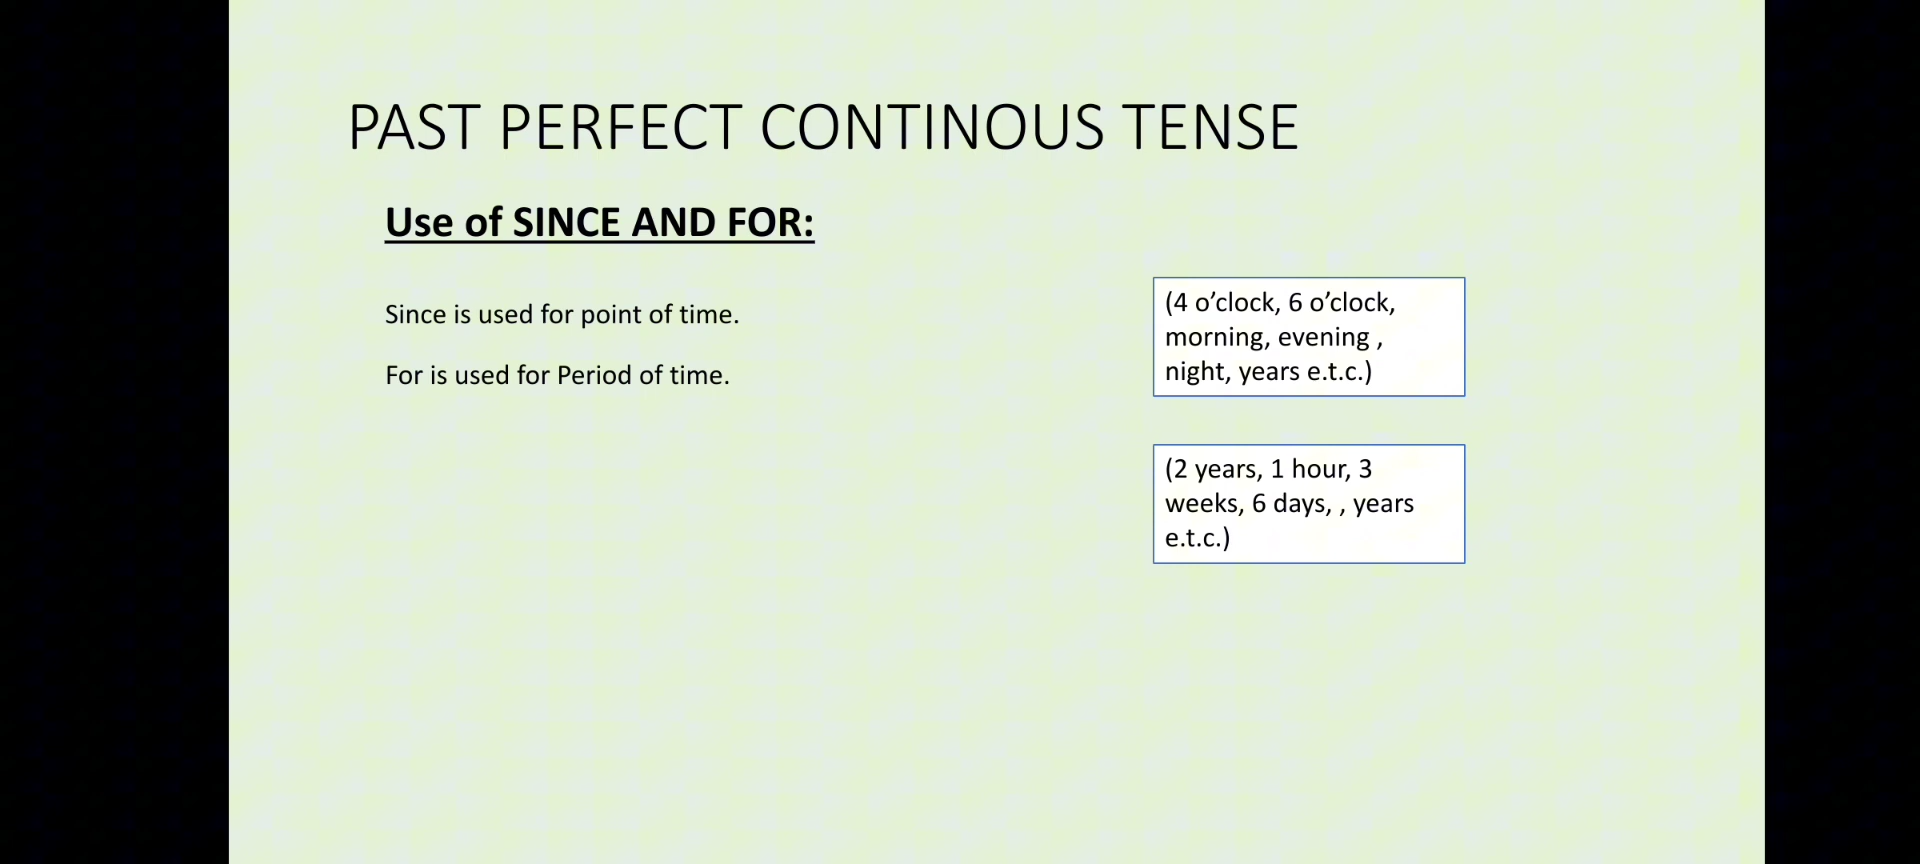 PAST PERFECT CONTINOUS TENSE
Use of SINCE AND FOR:
Since is used for point of time.
For is used for Period of time.
(4 o’clock, 6 o’clock,
morning, evening ,
night, years e.t.c.)
(2 years, 1 hour, 3
weeks, 6 days, , years
e.t.c.)